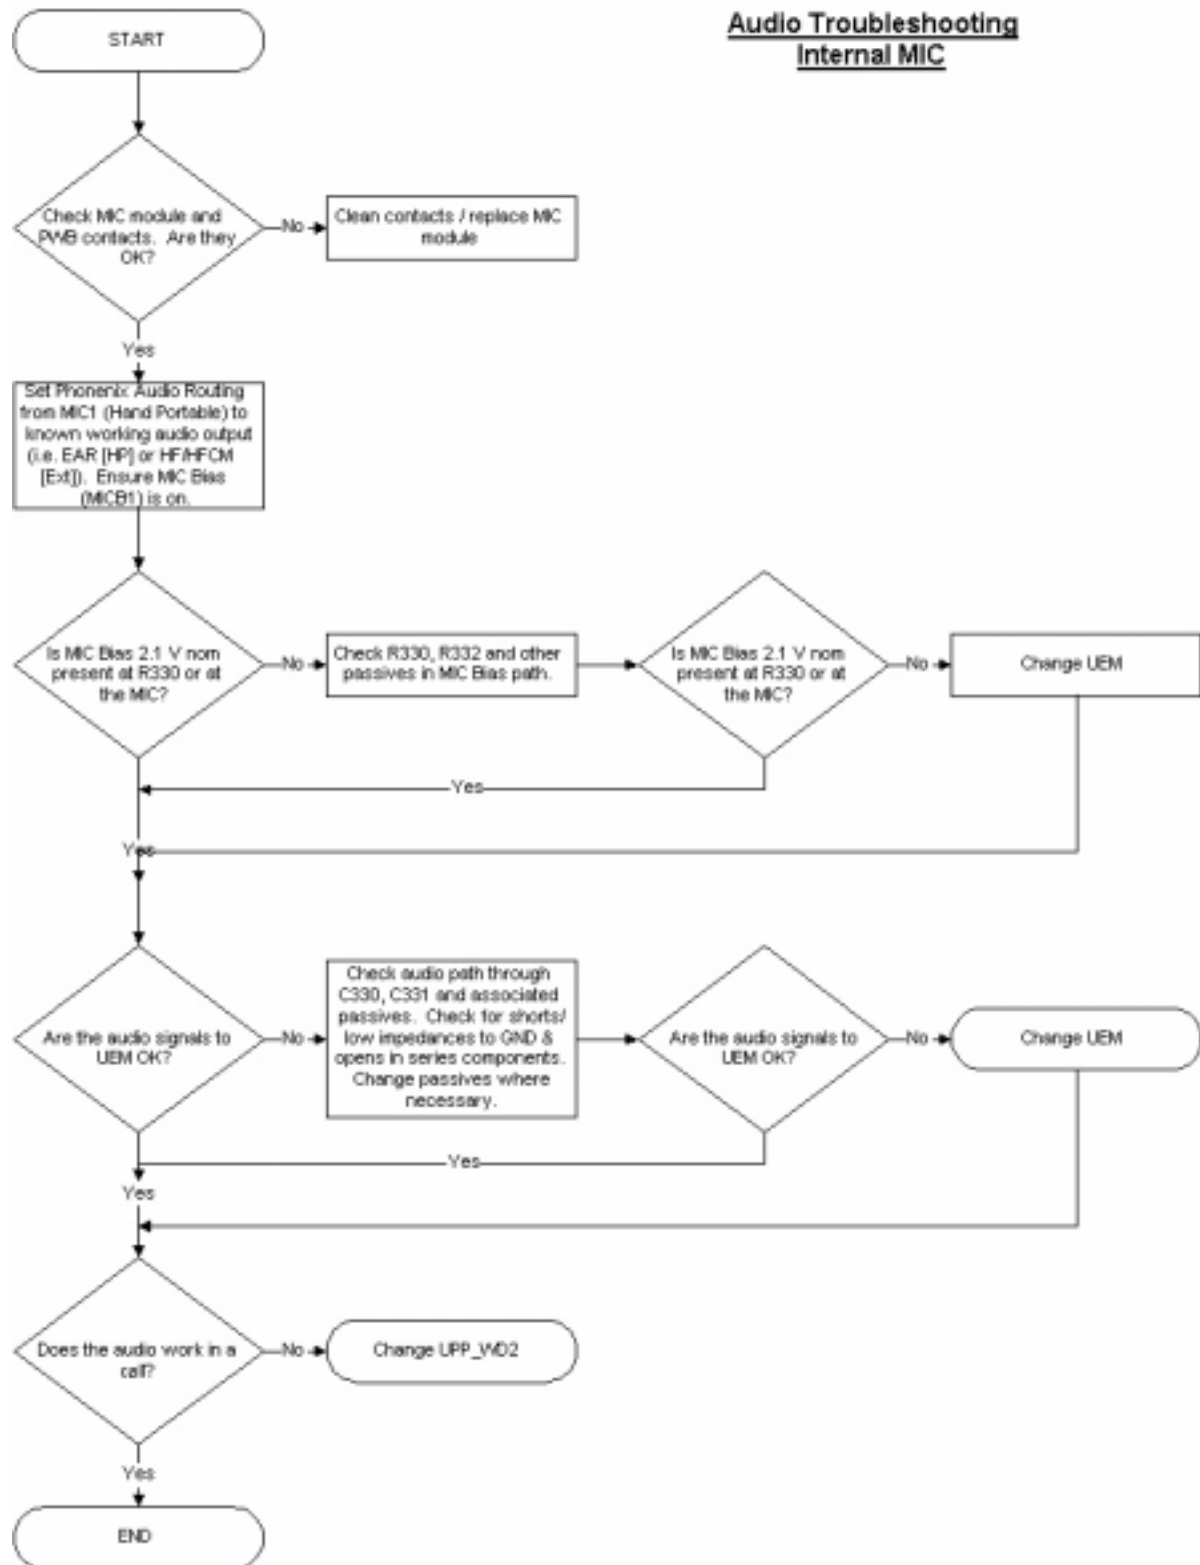 Audio Troubleshooting
Internal MIC
START
Check MIC module and
PWB contacts. Are they
OK?
No
Clean contacts / replace MIC
module
Yes
Set Phonenix Audio Routing
from MIC1 (Hand Portable) to
known working audio output
(i.e. EAR [HP] or HF/HFCM
[Ext]). Ensure MIC Bias
(MICB1) is on.
Is MIC Bias 2.1 V nom
present at R330 or at
the MIC?
No
Check R330, R332 and other
passives in MIC Bias path.
Is MIC Bias 2.1 V nom
present at R330 or at
the MIC?
No
Change UEM
Yes
Yes
Are the audio signals to
UEM OK?
No
Check audio path through
C330, C331 and associated
passives. Check for shorts/
low impedances to GND &
opens in series components.
Change passives where
necessary.
Are the audio signals to
UEM OK?
No
Change UEM
Yes
Yes
Does the audio work in a
call?
No
Change UPP_WD2
Yes
END